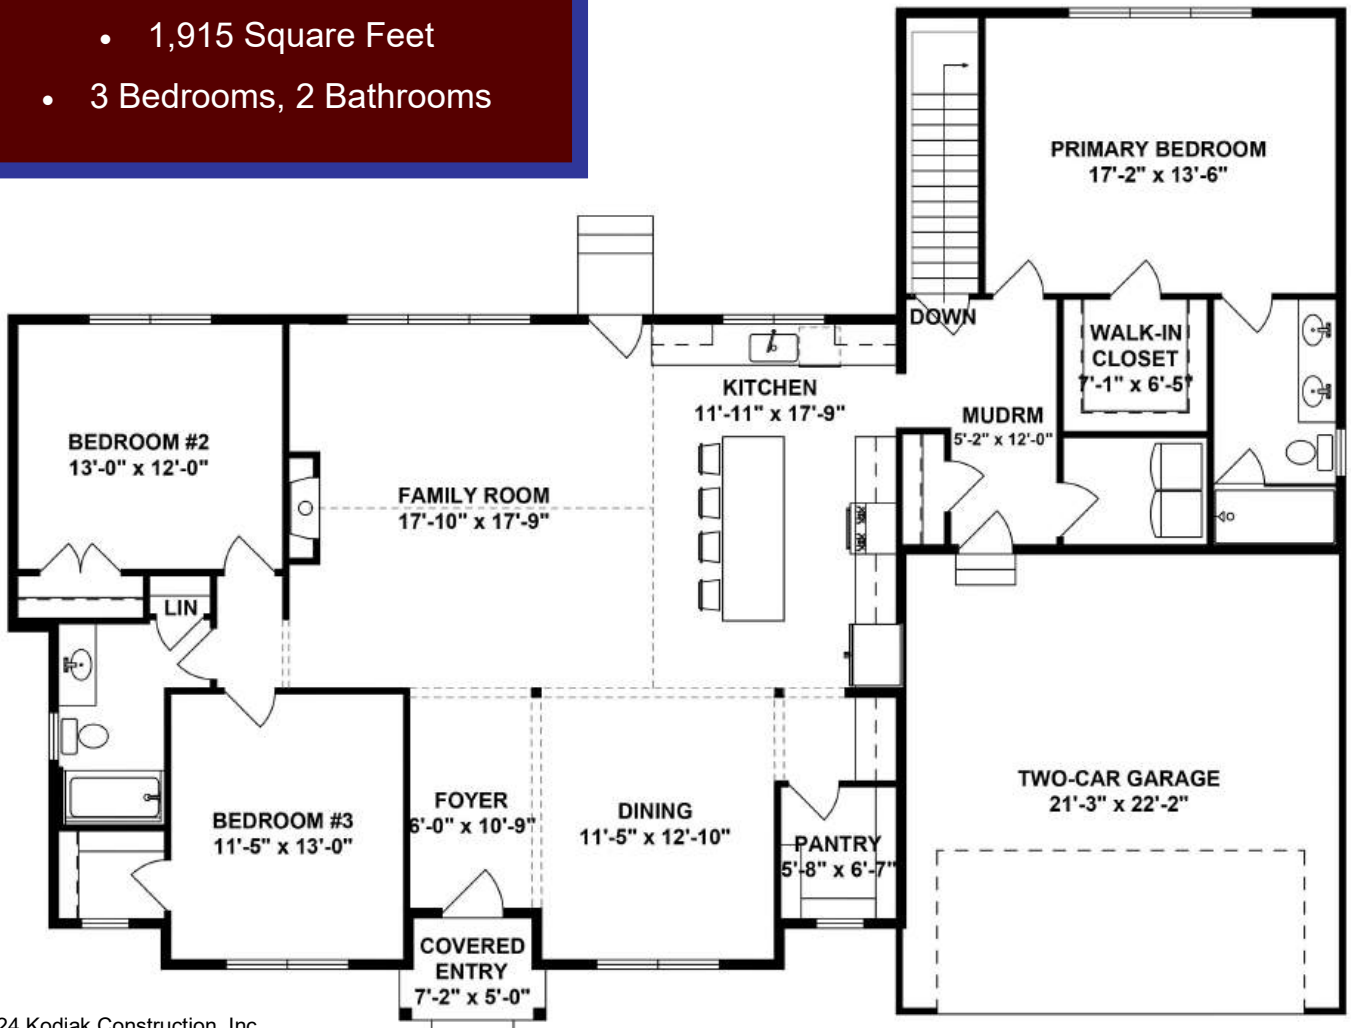 • 1,915 Square Feet
• 3 Bedrooms, 2 Bathrooms
PRIMARY BEDROOM
17'-2" x 13'-6"
DOWN
WALK-IN
CLOSET
7'-1" x 6'-5"
KITCHEN
11'-11" x 17'-9"
MUDRM
5'-2" x 12'-0"
BEDROOM #2
13'-0" x 12'-0"
FAMILY ROOM
17'-10" x 17'-9"
LIN
BEDROOM #3
11'-5" x 13'-0"
FOYER
6'-0" x 10'-9"
DINING
11'-5" x 12'-10"
PANTRY
5'-8" x 6'-7"
TWO-CAR GARAGE
21'-3" x 22'-2"
COVERED
ENTRY
7'-2" x 5'-0"
24 Kodiak Construction, Inc